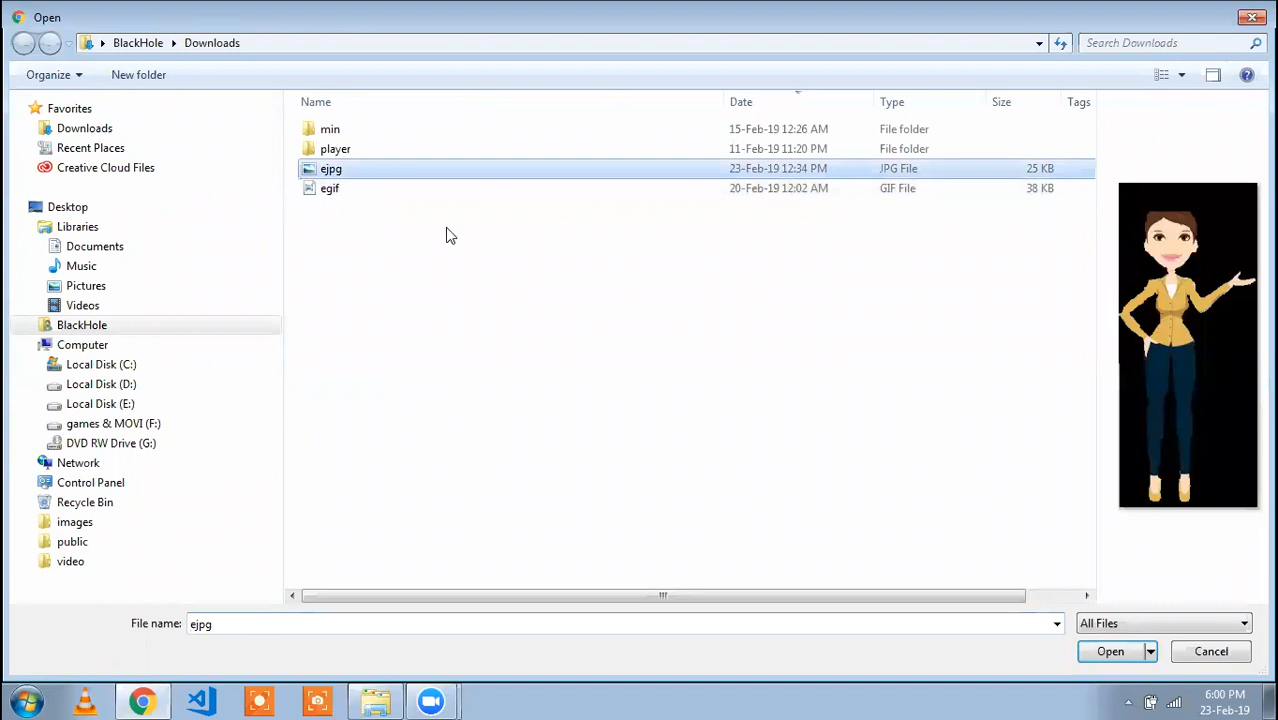 Open
BlackHole Downloads
Search Downloads
Organize New folder
Name Date Type Size Tags
Favorites
Downloads
Recent Places
Creative Cloud Files
Desktop
Libraries
Documents
Music
Pictures
Videos
BlackHole
Computer
Local Disk (C:)
Local Disk (D:)
Local Disk (E:)
games & MOVI (F:)
DVD RW Drive (G:)
Network
Control Panel
Recycle Bin
images
public
video
min 15-Feb-19 12:26 AM File folder
player 11-Feb-19 11:20 PM File folder
ejpg 23-Feb-19 12:34 PM JPG File 25 KB
egif 20-Feb-19 12:02 AM GIF File 38 KB
File name: ejpg All Files
Open Cancel
6:00 PM
23-Feb-19